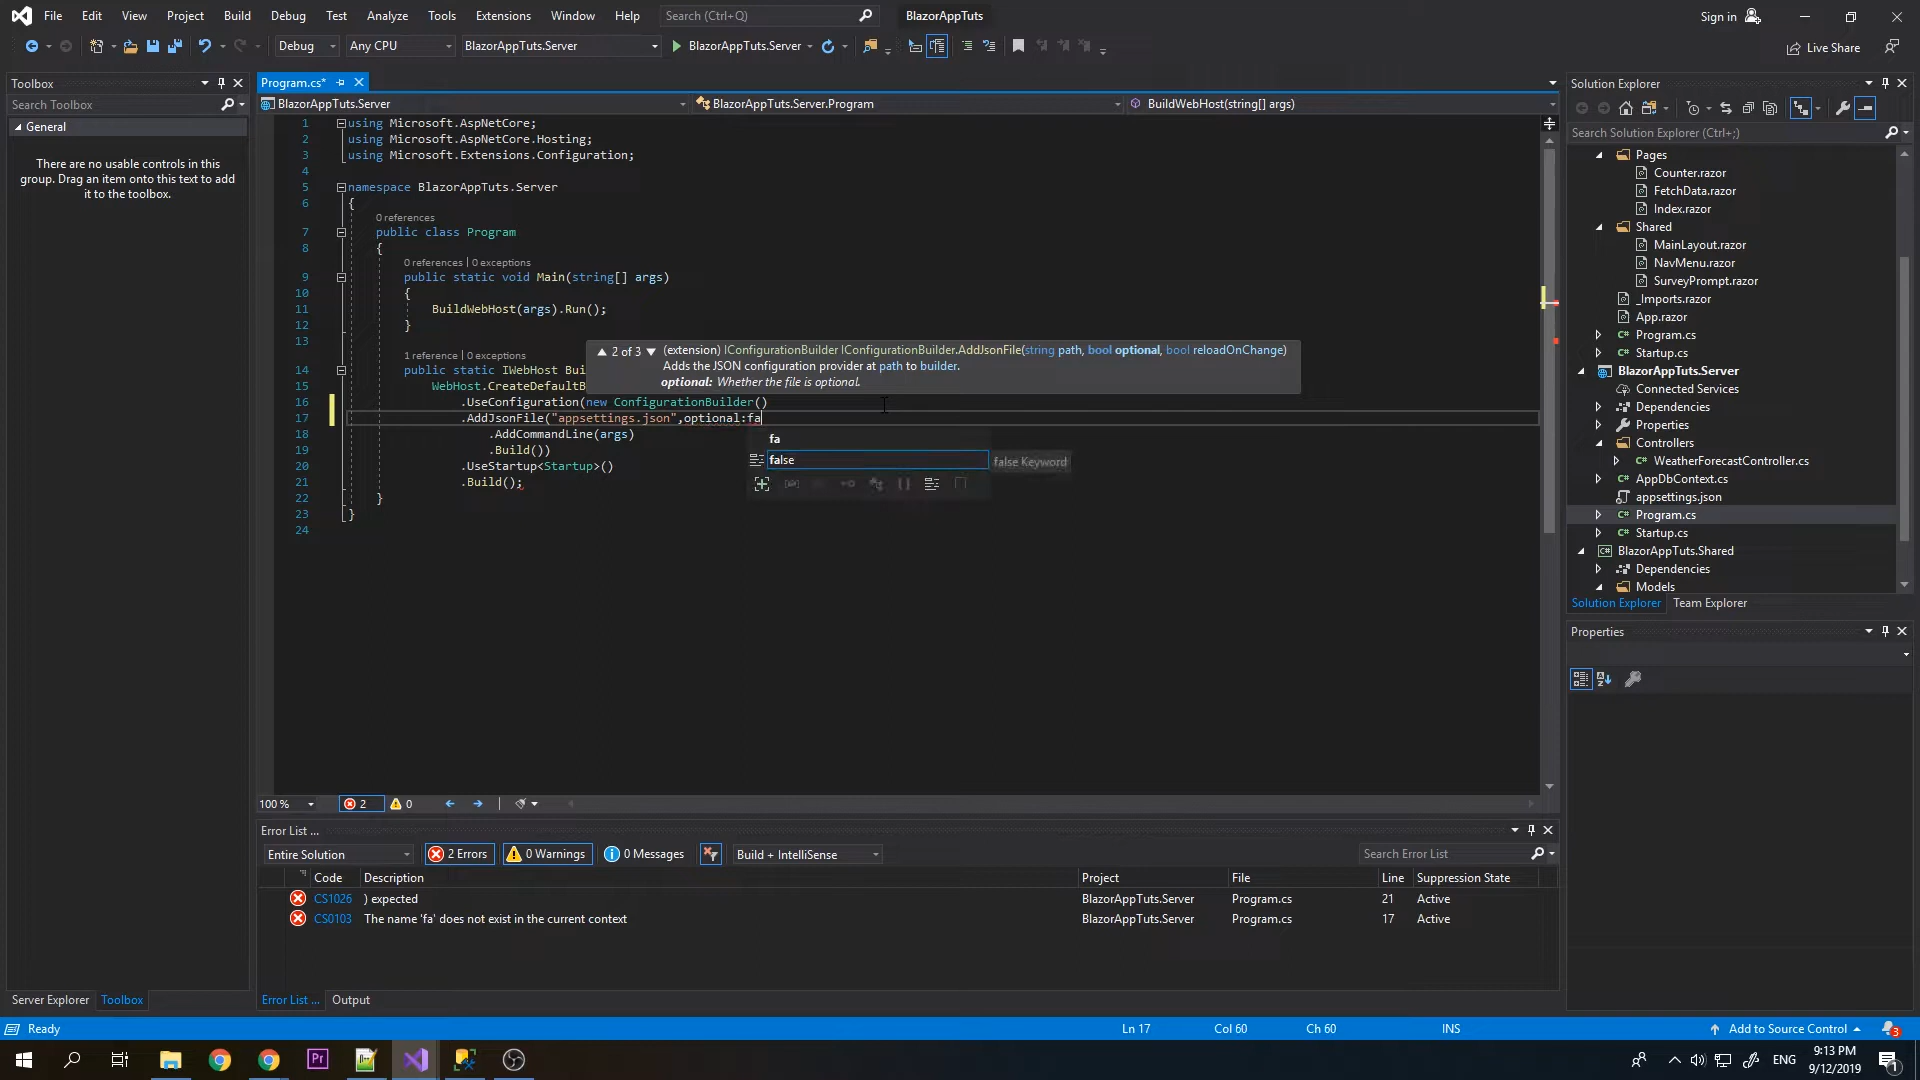 File Edit View Project Build Debug Test Analyze Tools Extensions Window Help Search (Ctrl+Q) BlazorAppTuts Sign in
Debug Any CPU BlazorAppTuts.Server BlazorAppTuts.Server Live Share
Toolbox
Search Toolbox
General
There are no usable controls in this
group. Drag an item onto this text to add
it to the toolbox.
Server Explorer Toolbox
Program.cs*
BlazorAppTuts.Server BlazorAppTuts.Server.Program BuildWebHost(string[] args)
1 using Microsoft.AspNetCore;
2 using Microsoft.AspNetCore.Hosting;
3 using Microsoft.Extensions.Configuration;
4
5 namespace BlazorAppTuts.Server
6 {
0 references
7 public class Program
8 {
0 references | 0 exceptions
9 public static void Main(string[] args)
10 {
11 BuildWebHost(args).Run();
12 }
13
1 reference | 0 exceptions
14 public static IWebHost Bui
15 WebHost.CreateDefaultB
16 .UseConfiguration(new ConfigurationBuilder()
17 .AddJsonFile("appsettings.json",optional:fa
18 .AddCommandLine(args)
19 .Build())
20 .UseStartup<Startup>()
21 .Build();
22 }
23 }
24
2 of 3 (extension) IConfigurationBuilder IConfigurationBuilder.AddJsonFile(string path, bool optional, bool reloadOnChange)
Adds the JSON configuration provider at path to builder.
optional: Whether the file is optional.
fa
false
false Keyword
100 % 2 0
Error List ...
Entire Solution 2 Errors 0 Warnings 0 Messages Build + IntelliSense Search Error List
Code Description Project File Line Suppression State
CS1026 ) expected BlazorAppTuts.Server Program.cs 21 Active
CS0103 The name 'fa' does not exist in the current context BlazorAppTuts.Server Program.cs 17 Active
Error List ... Output
Solution Explorer
Search Solution Explorer (Ctrl+;)
Pages
Counter.razor
FetchData.razor
Index.razor
Shared
MainLayout.razor
NavMenu.razor
SurveyPrompt.razor
_Imports.razor
App.razor
Program.cs
Startup.cs
BlazorAppTuts.Server
Connected Services
Dependencies
Properties
Controllers
WeatherForecastController.cs
AppDbContext.cs
appsettings.json
Program.cs
Startup.cs
BlazorAppTuts.Shared
Dependencies
Models
Solution Explorer Team Explorer
Properties
Ready Ln 17 Col 60 Ch 60 INS Add to Source Control 3
Pr ENG 9:13 PM
9/12/2019 1